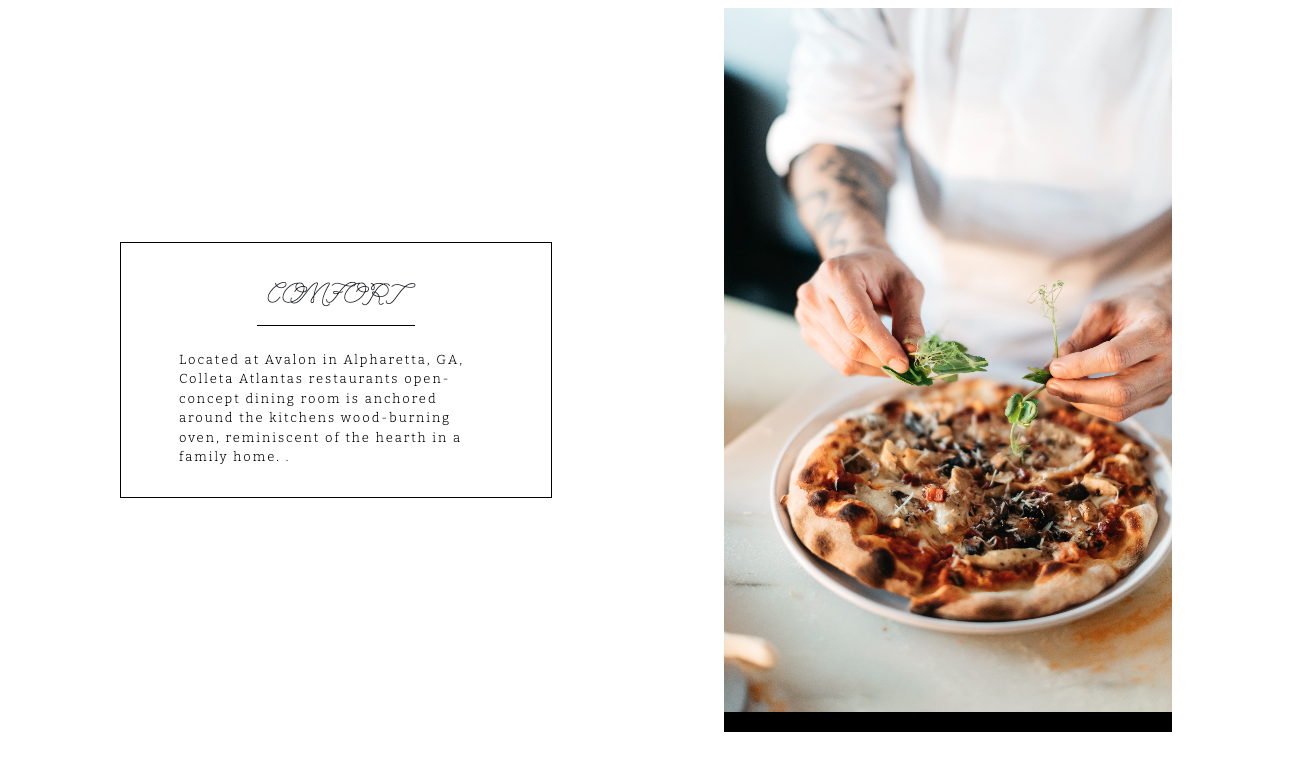 COMFORT
Located at Avalon in Alpharetta, GA,
Colleta Atlantas restaurants open-
concept dining room is anchored
around the kitchens wood-burning
oven, reminiscent of the hearth in a
family home. .